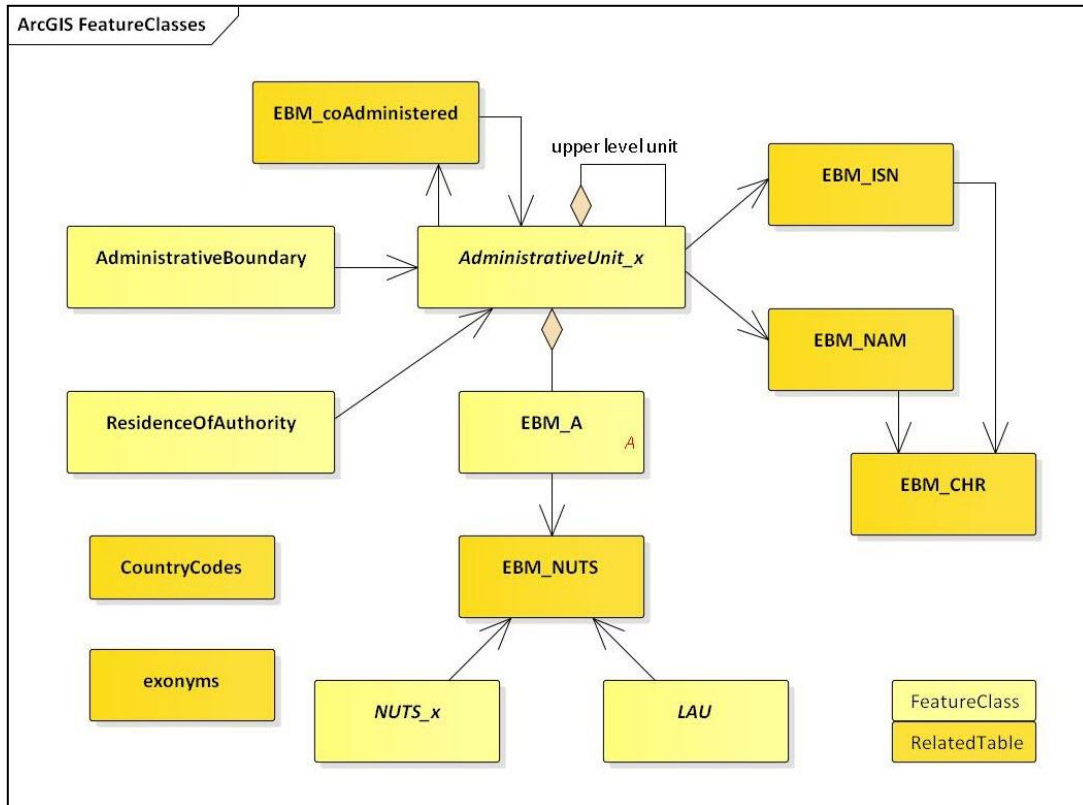 ArcGIS FeatureClasses
EBM_coAdministered
upper level unit
EBM_ISN
AdministrativeBoundary
AdministrativeUnit_x
EBM_NAM
ResidenceOfAuthority
EBM_A
A
EBM_CHR
CountryCodes
EBM_NUTS
exonyms
NUTS_x
LAU
FeatureClass
RelatedTable